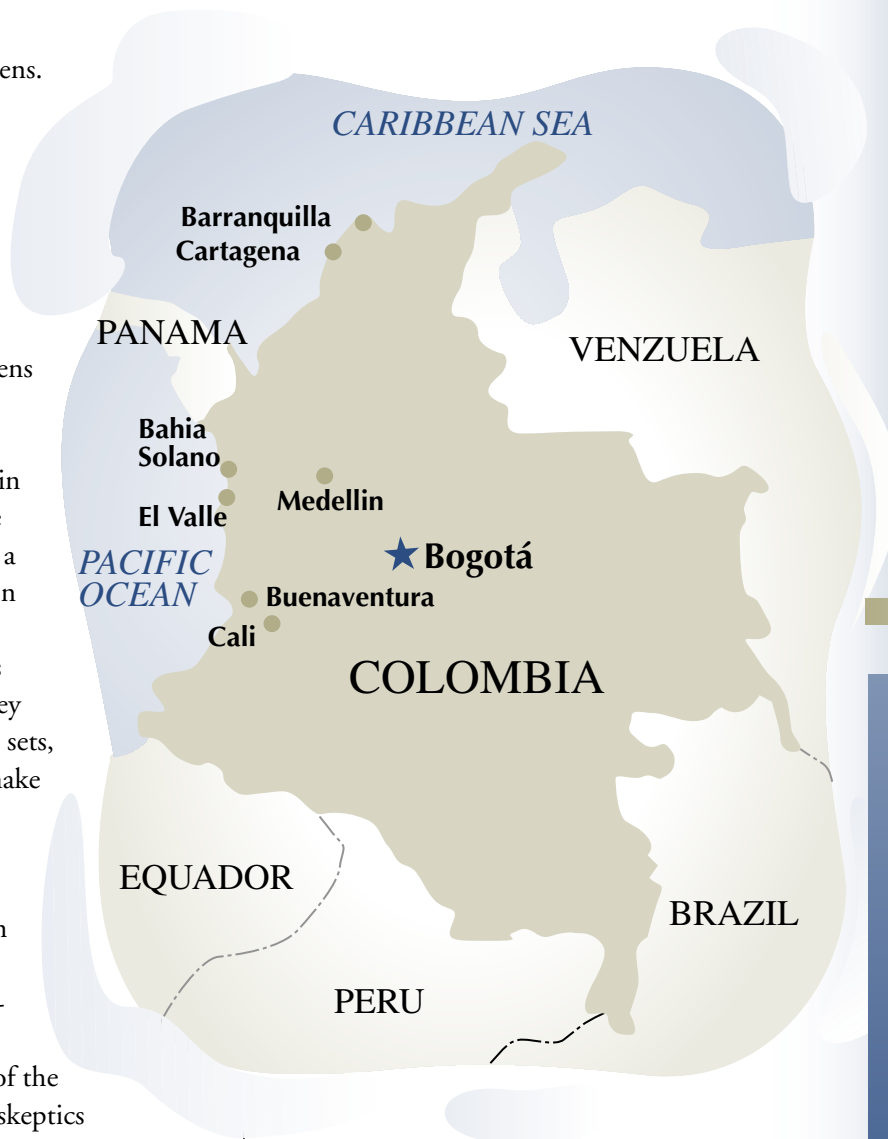 ens.
CARIBBEAN SEA
Barranquilla
Cartagena
PANAMA
VENZUELA
ens
Bahia
Solano
in
Medellin
El Valle
a
PACIFIC
OCEAN
Bogotá
n
Buenaventura
Cali
COLOMBIA
ey
sets,
nake
EQUADOR
BRAZIL
PERU
of the
skeptics